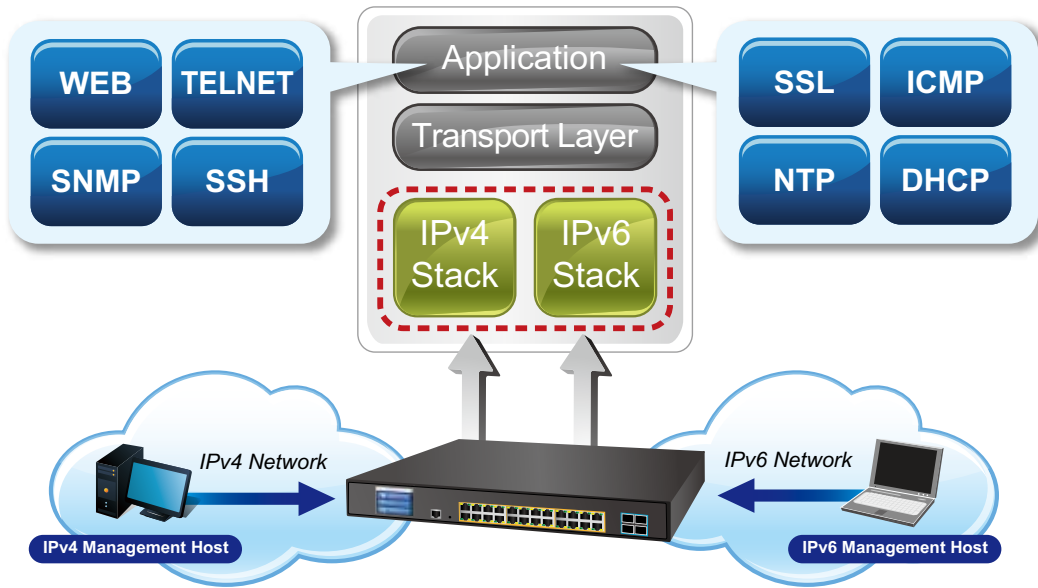 WEB
TELNET
SNMP
SSH
Application
Transport Layer
IPv4
Stack
IPv6
Stack
SSL
ICMP
NTP
DHCP
IPv4 Network
IPv4 Management Host
IPv6 Network
IPv6 Management Host